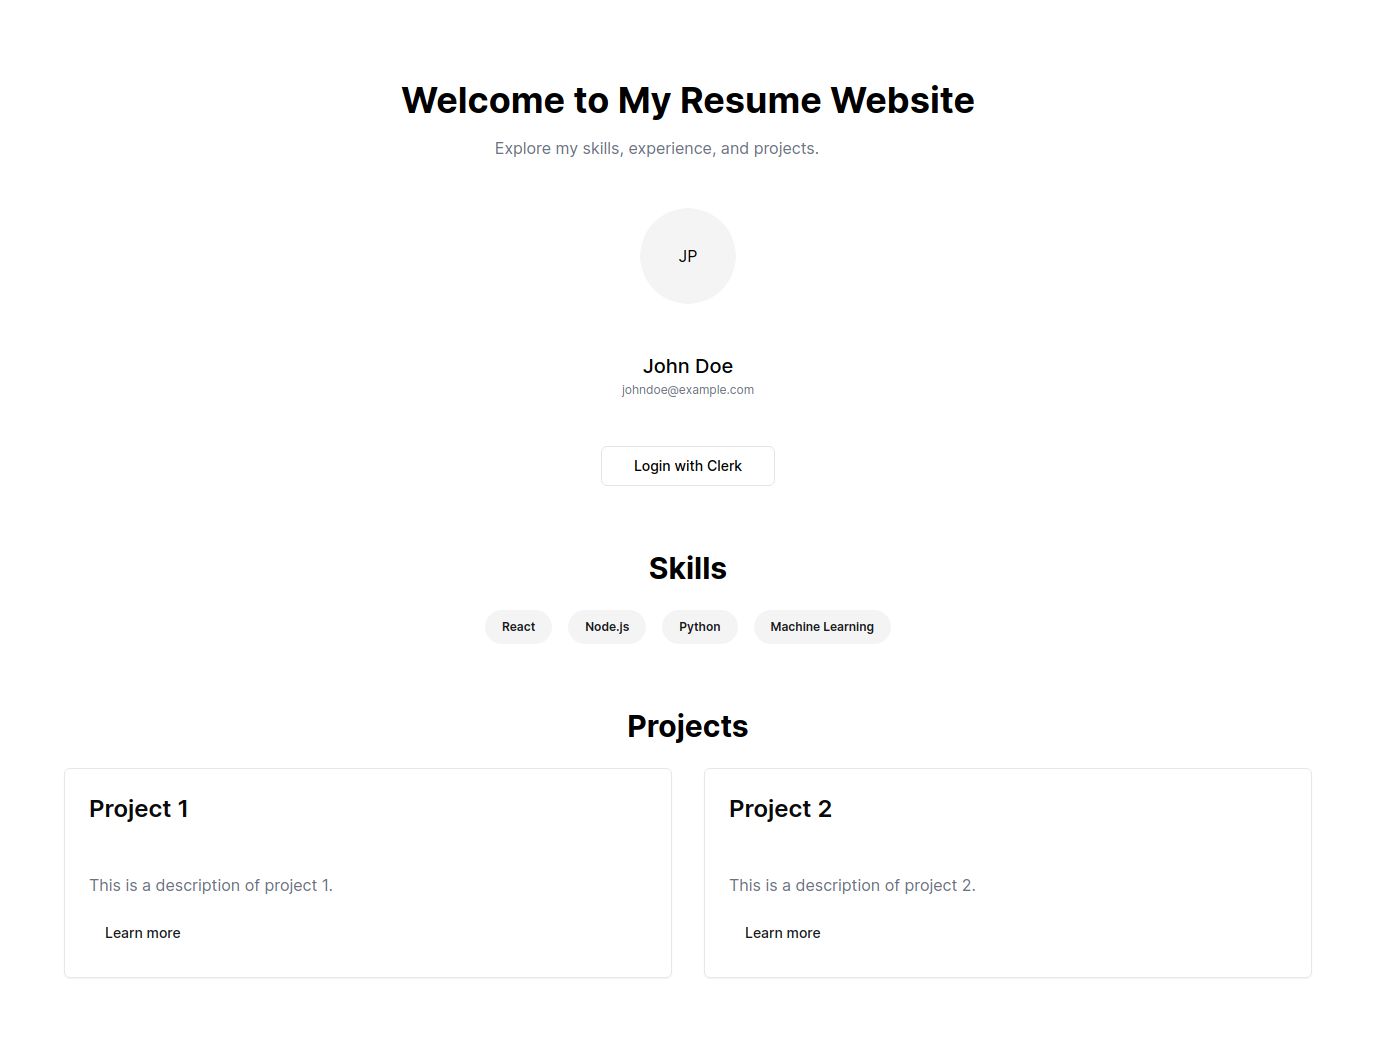 Welcome to My Resume Website
Explore my skills, experience, and projects.
JP
John Doe
johndoe@example.com
Login with Clerk
Skills
React Node.js Python Machine Learning
Projects
Project 1
This is a description of project 1.
Learn more
Project 2
This is a description of project 2.
Learn more